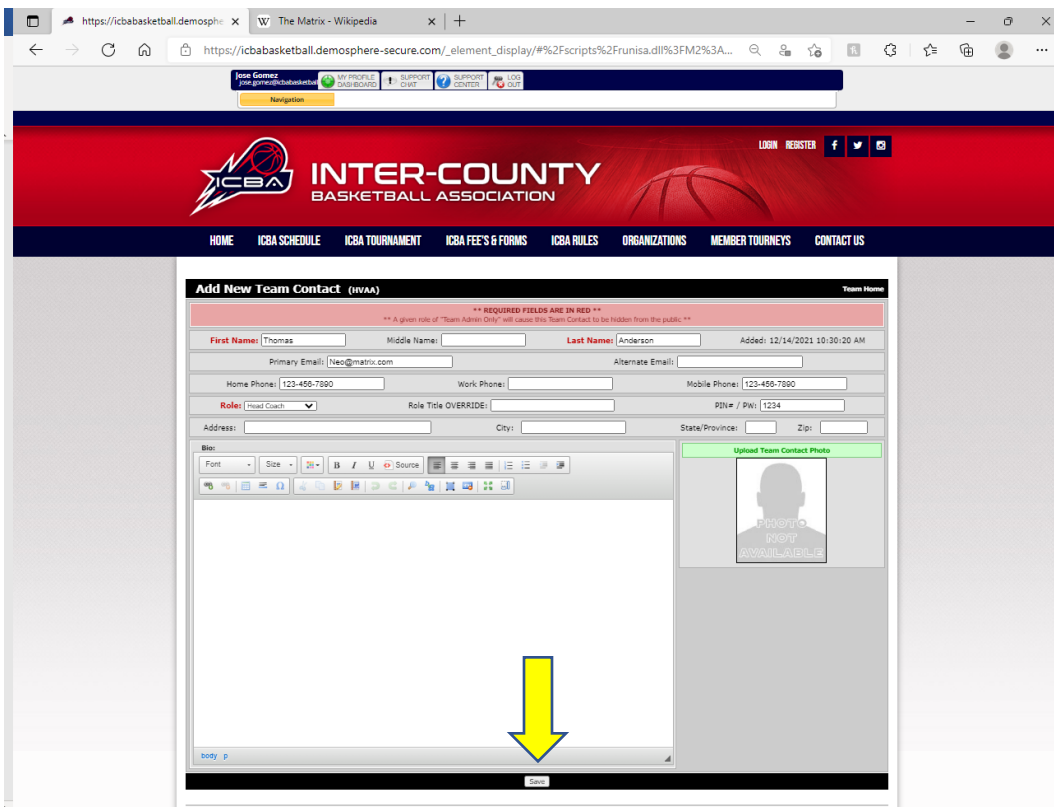 https://icbabasketball.demosphe
The Matrix - Wikipedia
https://icbabasketball.demosphere-secure.com/_element_display/#%2Fscripts%2Frunisa.dll%3FM2%3A...
Jose Gomez
MY PROFILE DASHBOARD SUPPORT CHAT SUPPORT CENTER LOG OUT
Navigation
LOGIN REGISTER
ICBA
INTER-COUNTY
BASKETBALL ASSOCIATION
HOME ICBA SCHEDULE ICBA TOURNAMENT ICBA FEE'S & FORMS ICBA RULES ORGANIZATIONS MEMBER TOURNEYS CONTACT US
Add New Team Contact (HVAA) Team Home
** REQUIRED FIELDS ARE IN RED **
** A given role of "Team Admin Only" will cause this Team Contact to be hidden from the public **
First Name: Thomas Middle Name: Last Name: Anderson Added: 12/14/2021 10:30:20 AM
Primary Email: Neo@matrix.com Alternate Email:
Home Phone: 123-456-7890 Work Phone: Mobile Phone: 123-456-7890
Role: Head Coach Role Title OVERRIDE: PIN# / PW: 1234
Address: City: State/Province: Zip:
Bio:
Upload Team Contact Photo
Font Size B I U Source
PHOTO
NOT
AVAILABLE
body p
Save